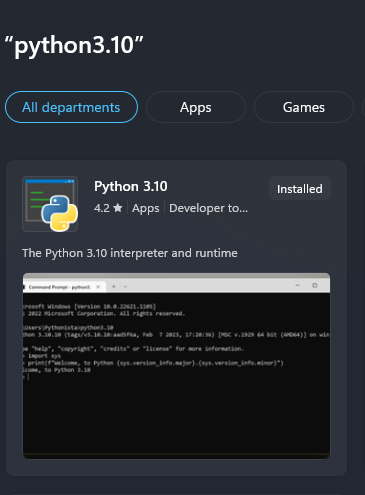 “python3.10”
All departments
Apps
Games
Python 3.10
Installed
4.2 ★ Apps Developer to...
The Python 3.10 interpreter and runtime
Command Prompt - python3.
rosoft Windows [Version 10.0.22621.1105]
2022 Microsoft Corporation. All rights reserved.
Users\Pythonista>python3.10
thon 3.10.10 (tags/v3.10.10:aad5f6a, Feb 7 2023, 17:20:36) [MSC v.1929 64 bit (AMD64)] on win
pe "help", "copyright", "credits" or "license" for more information.
> import sys
> print(f"Welcome, to Python {sys.version_info.major}.{sys.version_info.minor}")
lcome, to Python 3.10
>